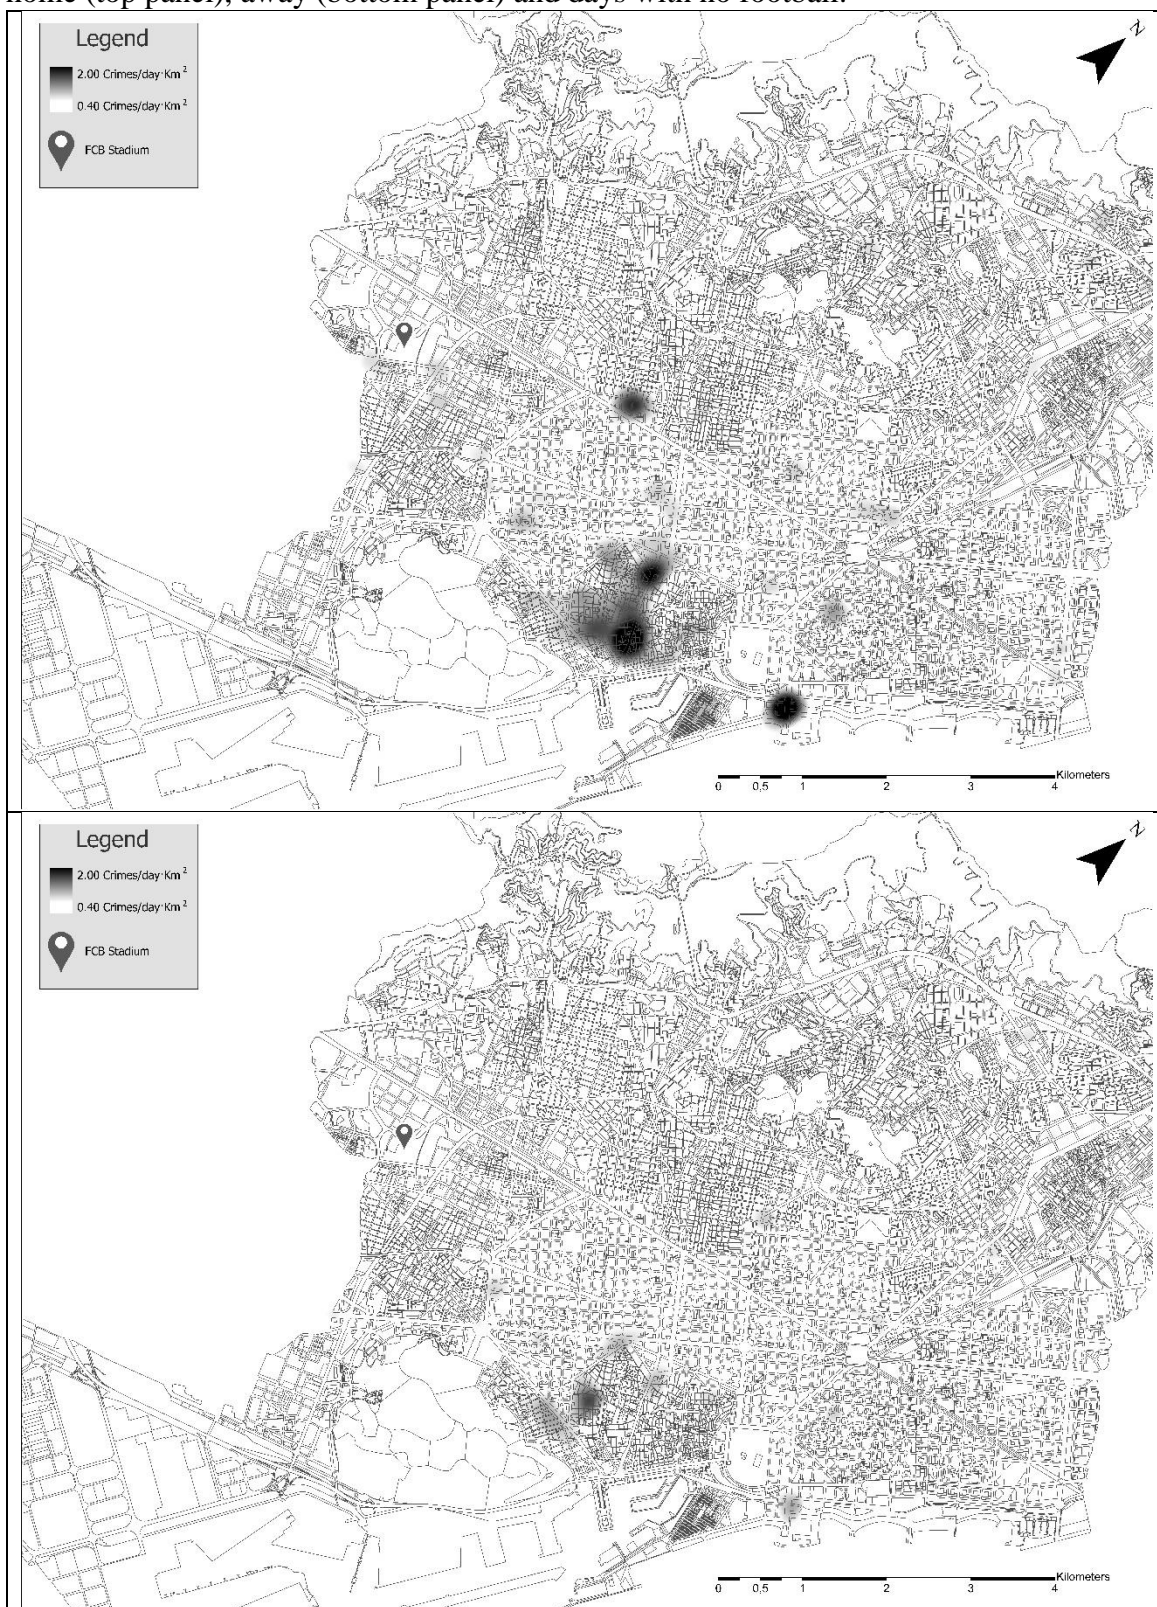 home (top panel), away (bottom panel) and days with no football.
Legend
2.00 Crimes/day·Km²
0.40 Crimes/day·Km²
FCB Stadium
N
Kilometers
0 0,5 1 2 3 4
Legend
2.00 Crimes/day·Km²
0.40 Crimes/day·Km²
FCB Stadium
N
Kilometers
0 0,5 1 2 3 4